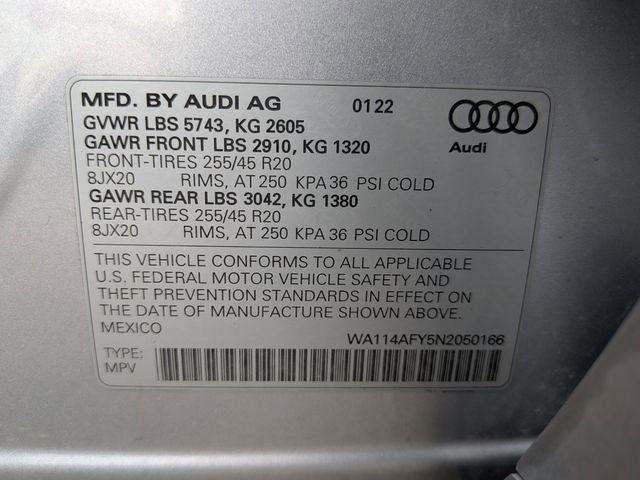 MFD. BY AUDI AG 0122
GVWR LBS 5743, KG 2605
GAWR FRONT LBS 2910, KG 1320
FRONT-TIRES 255/45 R20
8JX20 RIMS, AT 250 KPA 36 PSI COLD
GAWR REAR LBS 3042, KG 1380
REAR-TIRES 255/45 R20
8JX20 RIMS, AT 250 KPA 36 PSI COLD
Audi
THIS VEHICLE CONFORMS TO ALL APPLICABLE
U.S. FEDERAL MOTOR VEHICLE SAFETY AND
THEFT PREVENTION STANDARDS IN EFFECT ON
THE DATE OF MANUFACTURE SHOWN ABOVE.
MEXICO
WA114AFY5N2050166
TYPE:
MPV